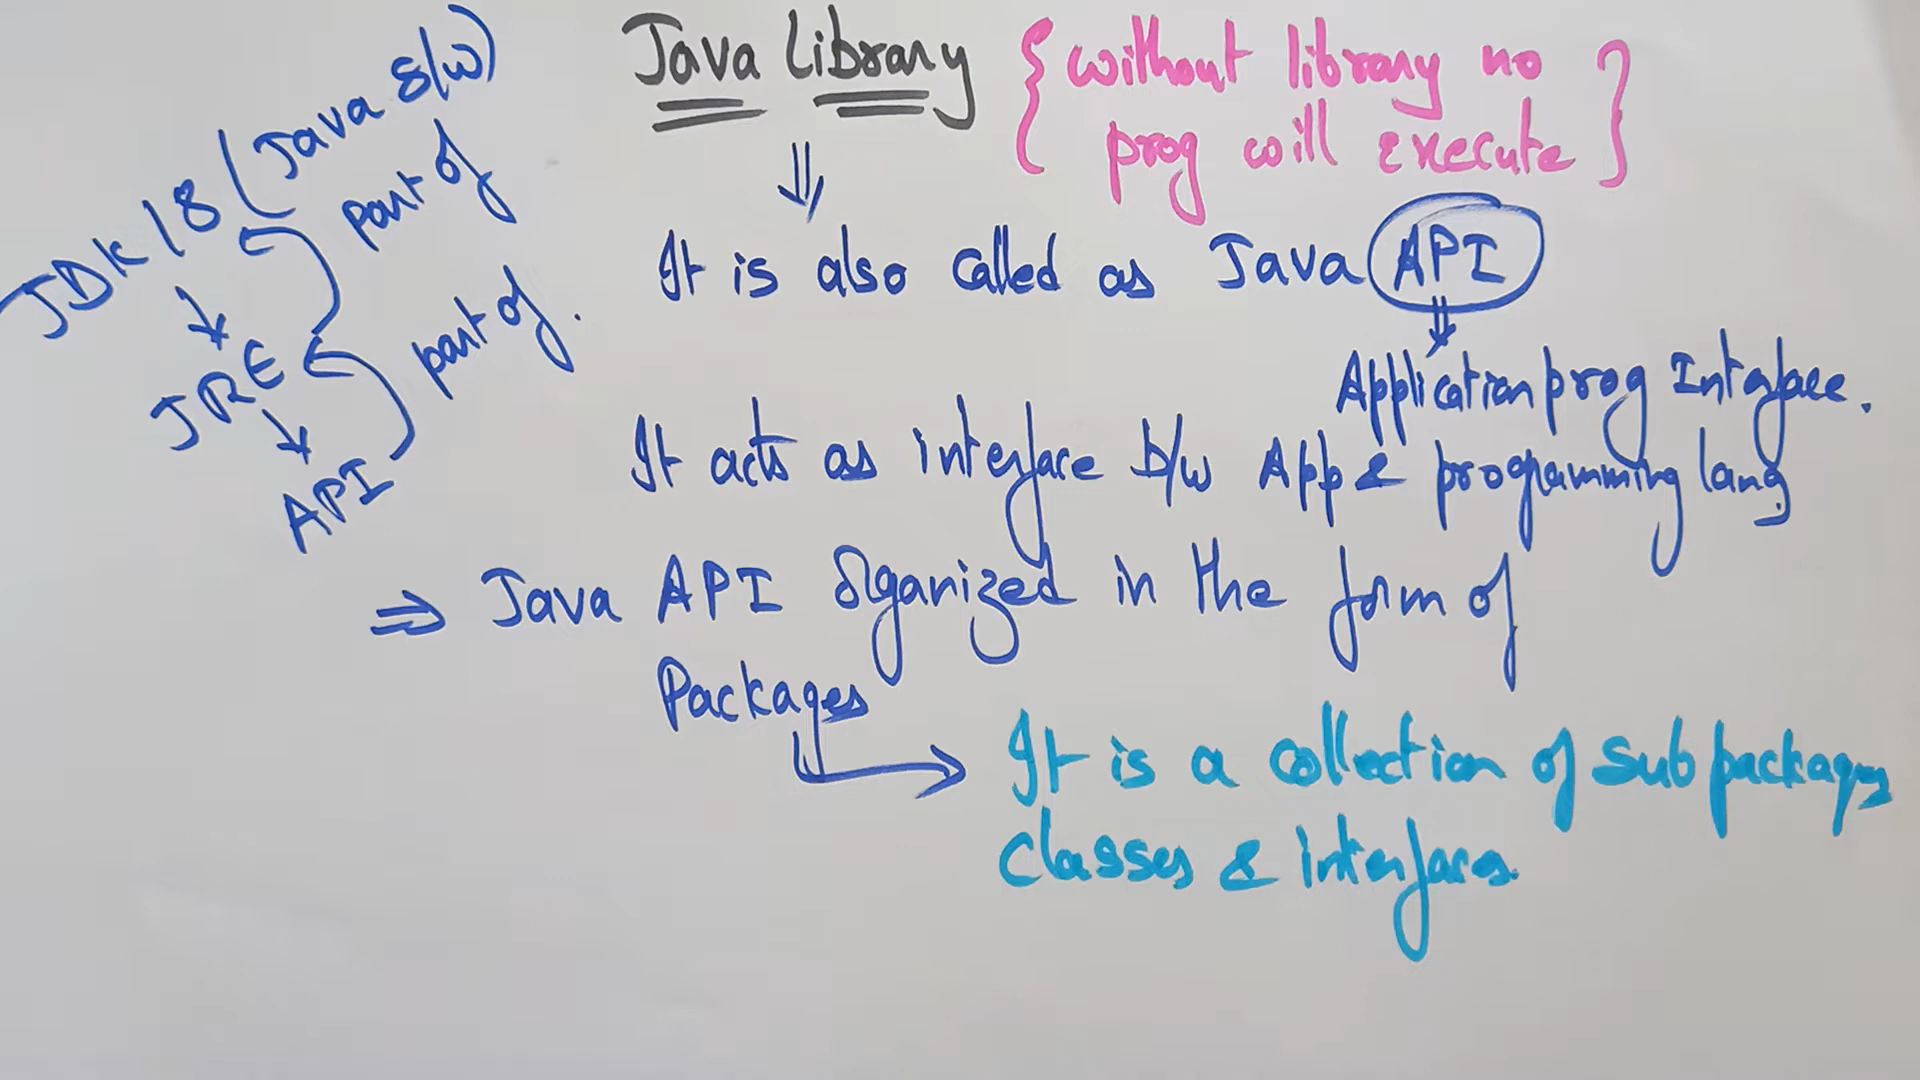 Java Library
{ without library no
prog will execute }
It is also called as Java API
Application prog Interface.
It acts as interface b/w App & programming lang
⇒ Java API organized in the form of
Packages
It is a collection of sub packages
classes & interfaces.
JDK 18 (Java S/w)
part of
JRE
part of.
API